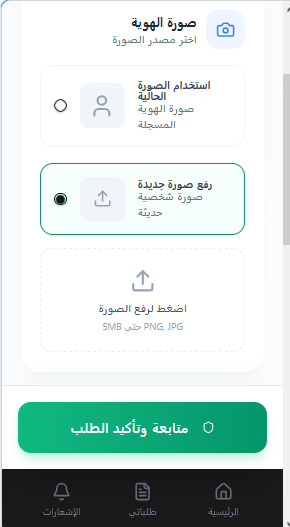 صورة الهوية
اختر مصدر الصورة
استخدام الصورة
الحالية
صورة الهوية
المسجلة
رفع صورة جديدة
صورة شخصية
حديثة
اضغط لرفع الصورة
PNG, JPG حتى 5MB
متابعة وتأكيد الطلب
الرئيسية
طلباتي
الإشعارات